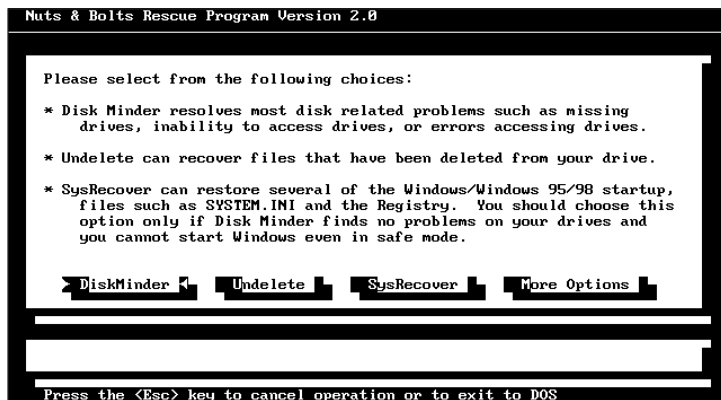 Nuts & Bolts Rescue Program Version 2.0
Please select from the following choices:
* Disk Minder resolves most disk related problems such as missing
drives, inability to access drives, or errors accessing drives.
* Undelete can recover files that have been deleted from your drive.
* SysRecover can restore several of the Windows/Windows 95/98 startup,
files such as SYSTEM.INI and the Registry. You should choose this
option only if Disk Minder finds no problems on your drives and
you cannot start Windows even in safe mode.
DiskMinder Undelete SysRecover More Options
Press the <Esc> key to cancel operation or to exit to DOS